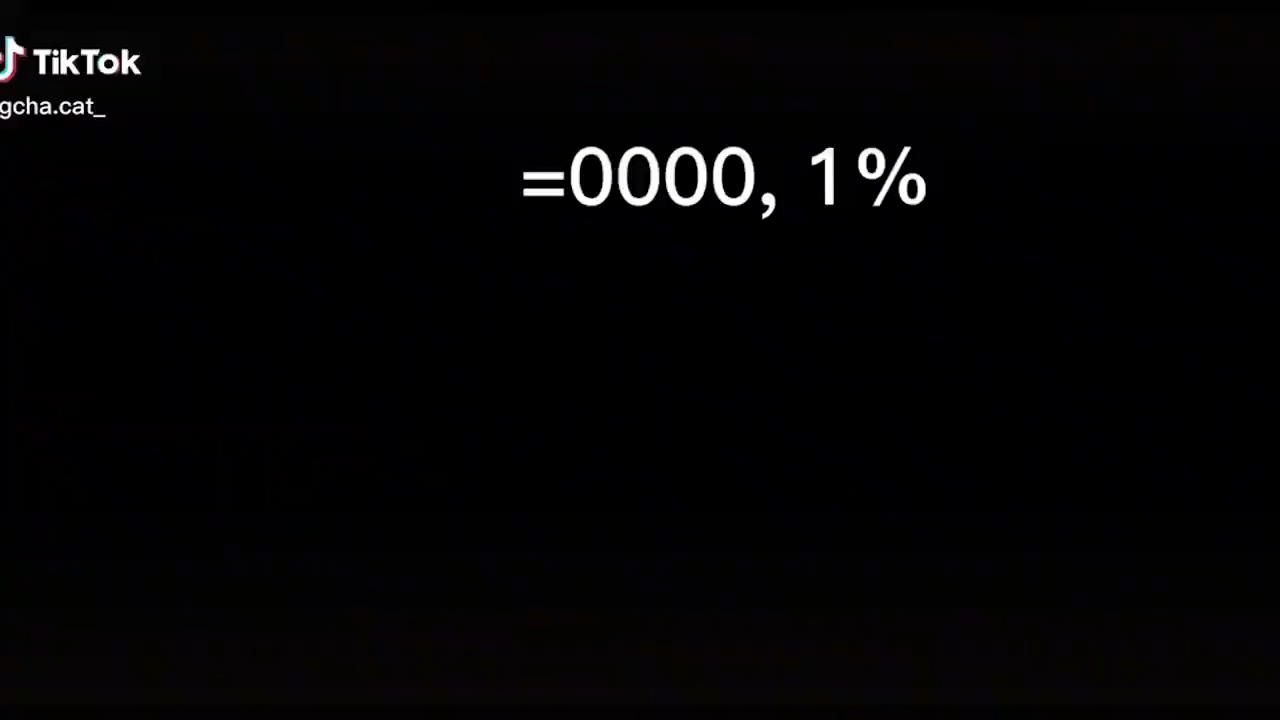 TikTok
gcha.cat_
=0000, 1%